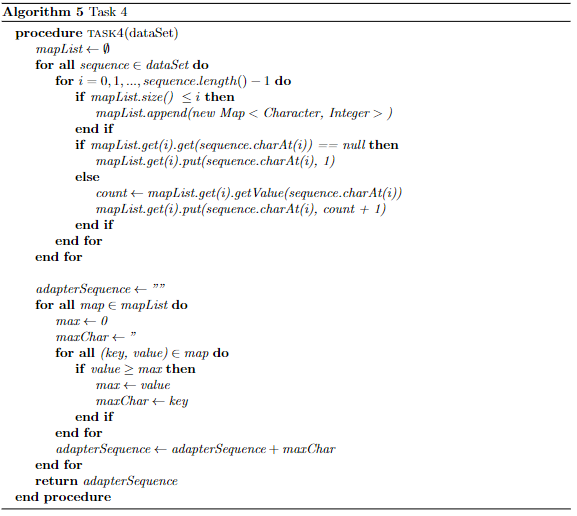 Algorithm 5 Task 4
procedure TASK4(dataSet)
mapList ← ∅
for all sequence ∈ dataSet do
for i = 0, 1, ..., sequence.length() − 1 do
if mapList.size() ≤ i then
mapList.append(new Map < Character, Integer > )
end if
if mapList.get(i).get(sequence.charAt(i)) == null then
mapList.get(i).put(sequence.charAt(i), 1)
else
count ← mapList.get(i).getValue(sequence.charAt(i))
mapList.get(i).put(sequence.charAt(i), count + 1)
end if
end for
end for
adapterSequence ← ””
for all map ∈ mapList do
max ← 0
maxChar ← ”
for all (key, value) ∈ map do
if value ≥ max then
max ← value
maxChar ← key
end if
end for
adapterSequence ← adapterSequence + maxChar
end for
return adapterSequence
end procedure